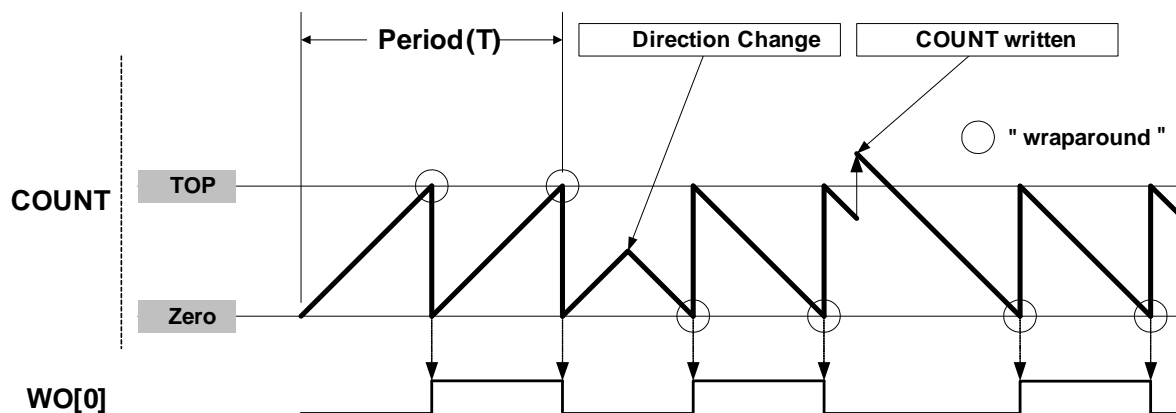 Period(T)
Direction Change
COUNT written
" wraparound "
TOP
COUNT
Zero
WO[0]